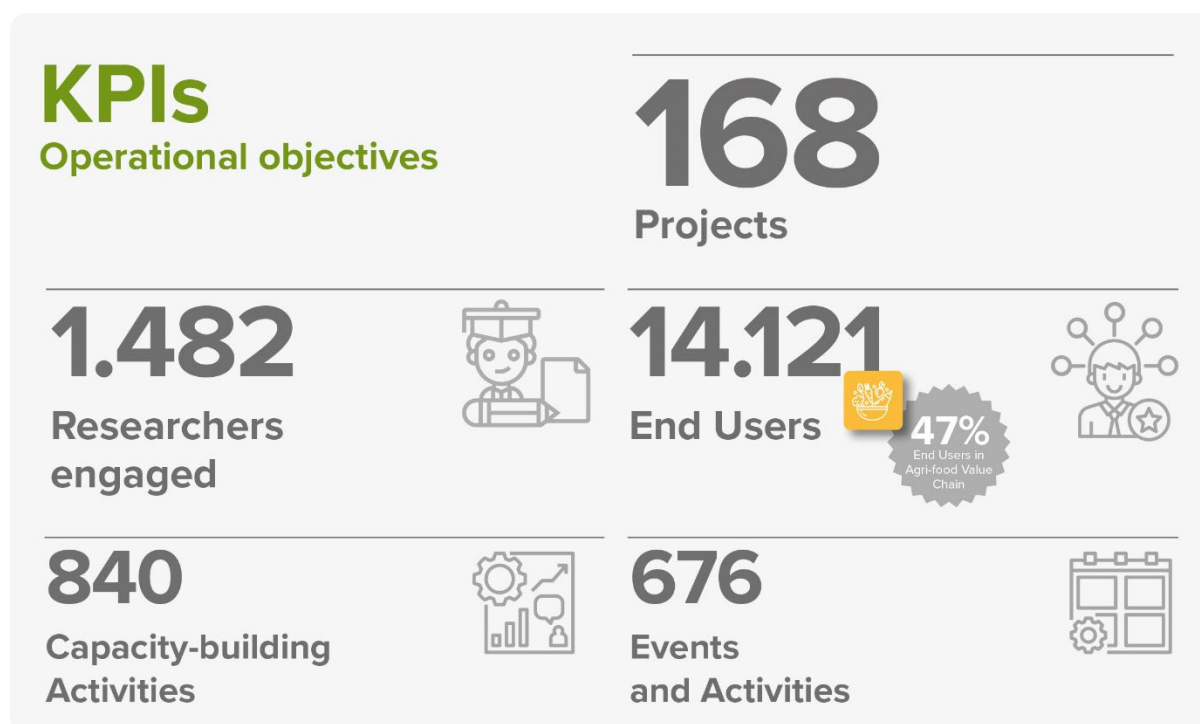 KPIs
Operational objectives
168
Projects
1.482
Researchers
engaged
14.121
End Users
47%
End Users in
Agri-food Value
Chain
840
Capacity-building
Activities
676
Events
and Activities